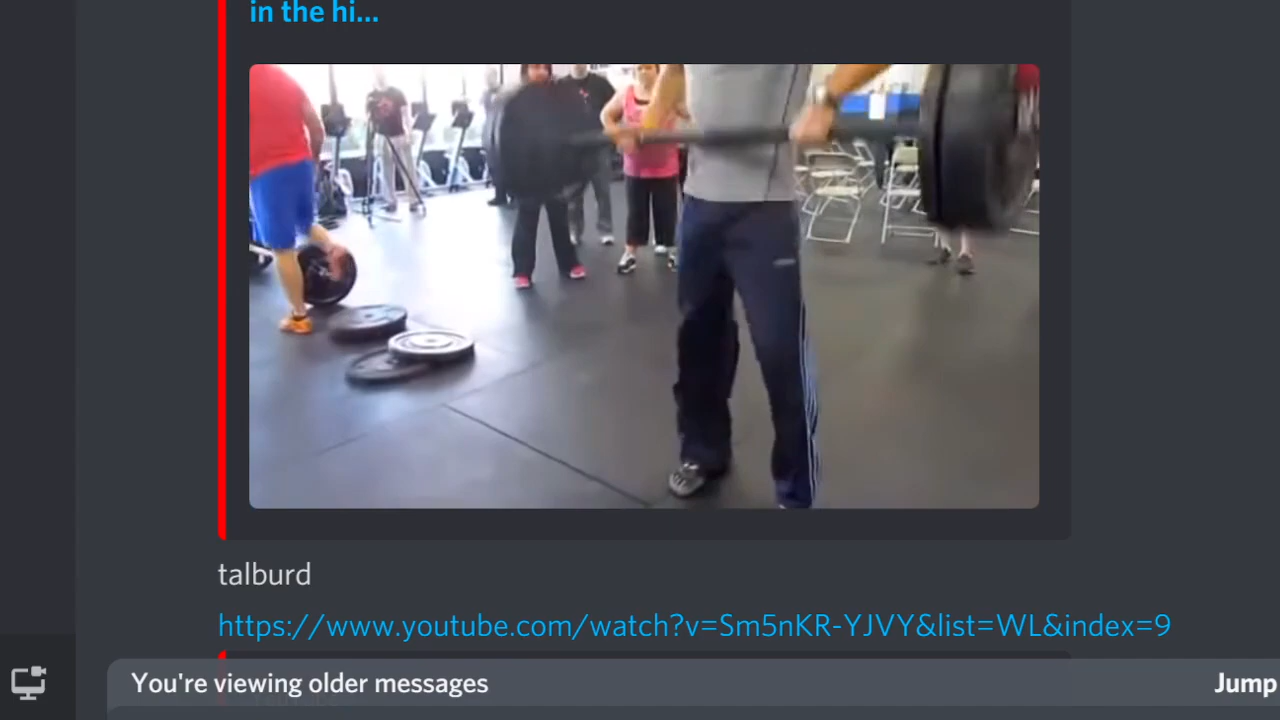 in the hi...
talburd
https://www.youtube.com/watch?v=Sm5nKR-YJVY&list=WL&index=9
You're viewing older messages
Jump